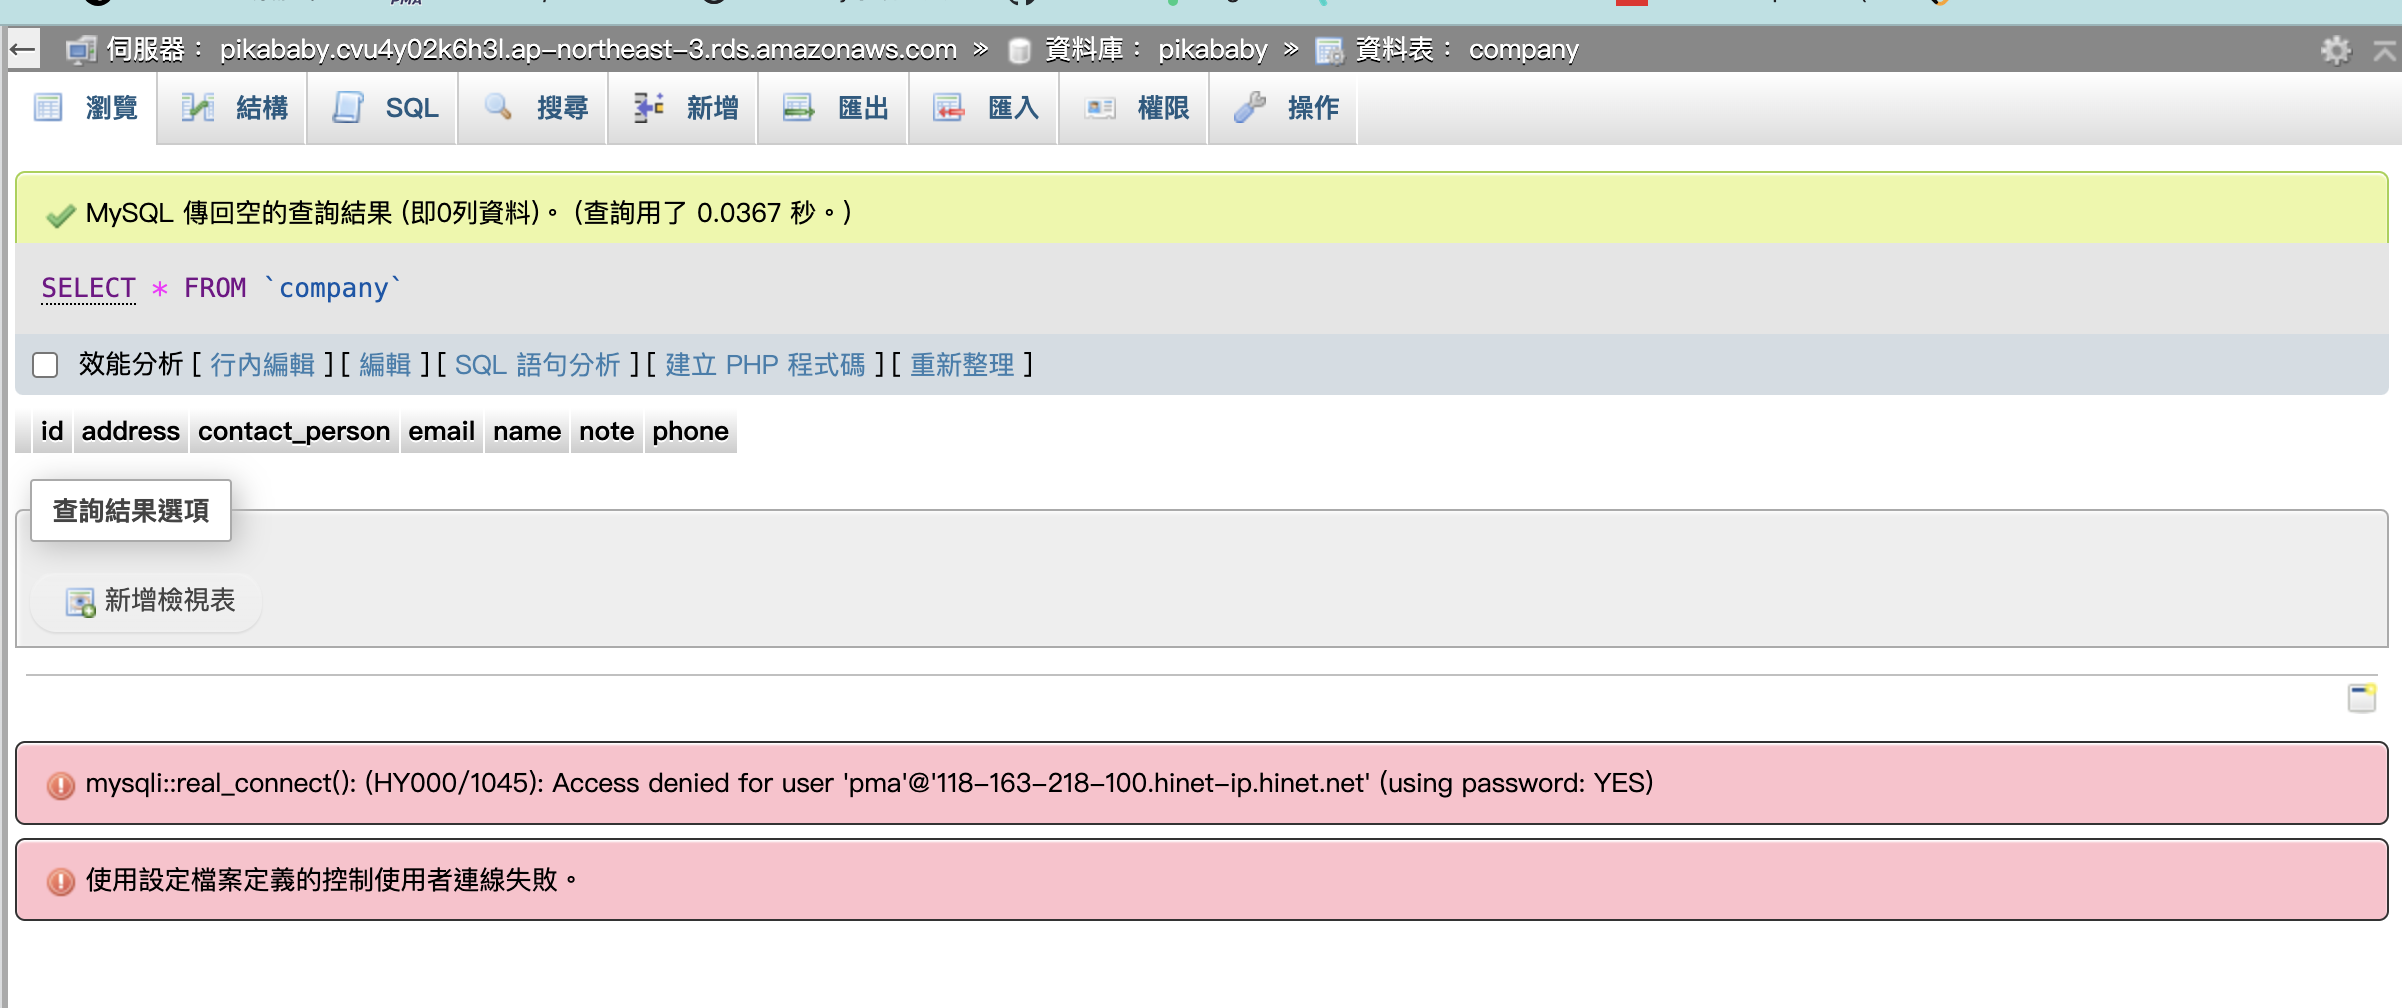 伺服器： pikababy.cvu4y02k6h3l.ap-northeast-3.rds.amazonaws.com » 資料庫： pikababy » 資料表： company
瀏覽 結構 SQL 搜尋 新增 匯出 匯入 權限 操作
MySQL 傳回空的查詢結果 (即0列資料)。 (查詢用了 0.0367 秒。)
SELECT * FROM `company`
效能分析 [ 行內編輯 ] [ 編輯 ] [ SQL 語句分析 ] [ 建立 PHP 程式碼 ] [ 重新整理 ]
id address contact_person email name note phone
查詢結果選項
新增檢視表
mysqli::real_connect(): (HY000/1045): Access denied for user 'pma'@'118-163-218-100.hinet-ip.hinet.net' (using password: YES)
使用設定檔案定義的控制使用者連線失敗。